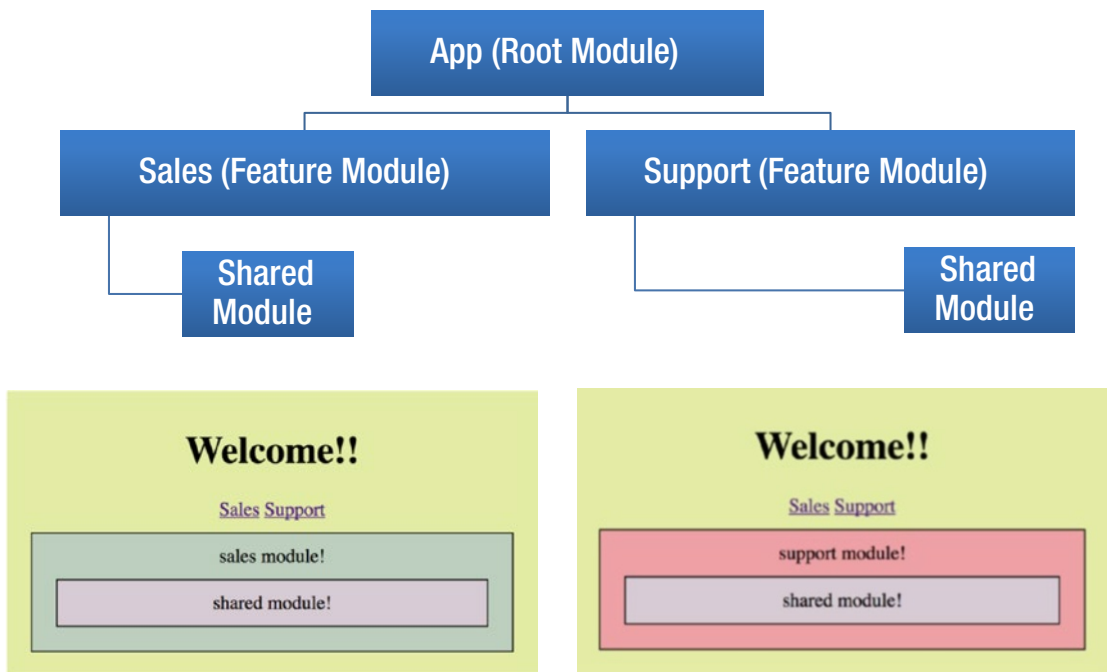 App (Root Module)
Sales (Feature Module)
Support (Feature Module)
Shared
Module
Shared
Module
Welcome!!
Sales Support
sales module!
shared module!
Welcome!!
Sales Support
support module!
shared module!